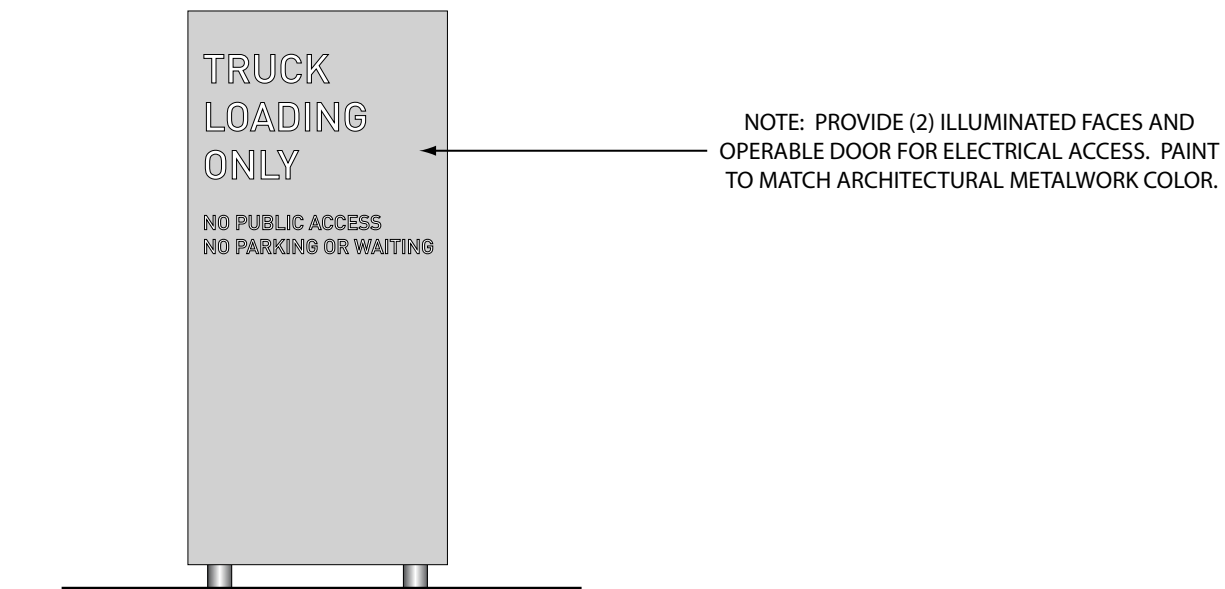 TRUCK
LOADING
ONLY
NO PUBLIC ACCESS
NO PARKING OR WAITING
NOTE:  PROVIDE (2) ILLUMINATED FACES AND
OPERABLE DOOR FOR ELECTRICAL ACCESS.  PAINT
TO MATCH ARCHITECTURAL METALWORK COLOR.